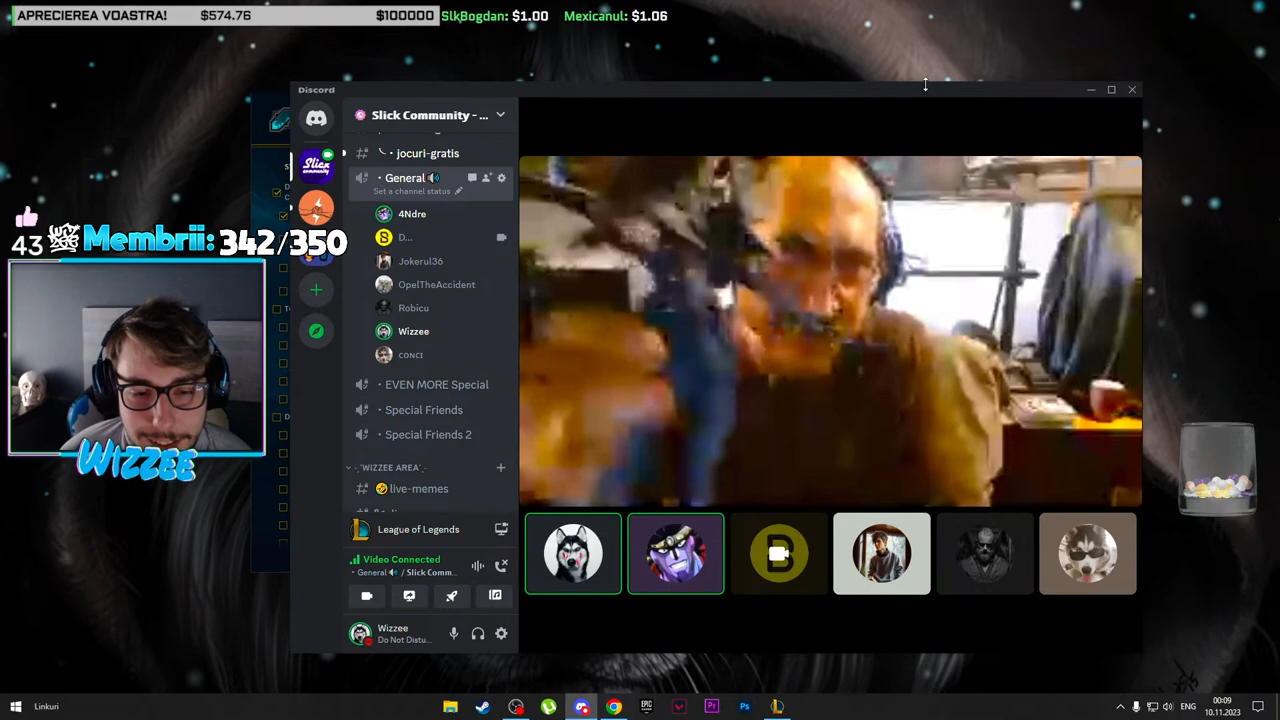 APRECIEREA VOASTRA! $574.76 $100000 SlkBogdan: $1.00 Mexicanul: $1.06
Discord
Slick Community - ...
jocuri-gratis
General
Set a channel status
4Ndre
D...
Jokerul36
OpelTheAccident
Robicu
Wizzee
CONCI
EVEN MORE Special
Special Friends
Special Friends 2
WIZZEE AREA
live-memes
League of Legends
Video Connected
General / Slick Comm...
Wizzee
Do Not Distu...
Slick
43
Membrii: 342/350
WIZZEE
B
Linkuri
ENG
00:09
10.11.2023